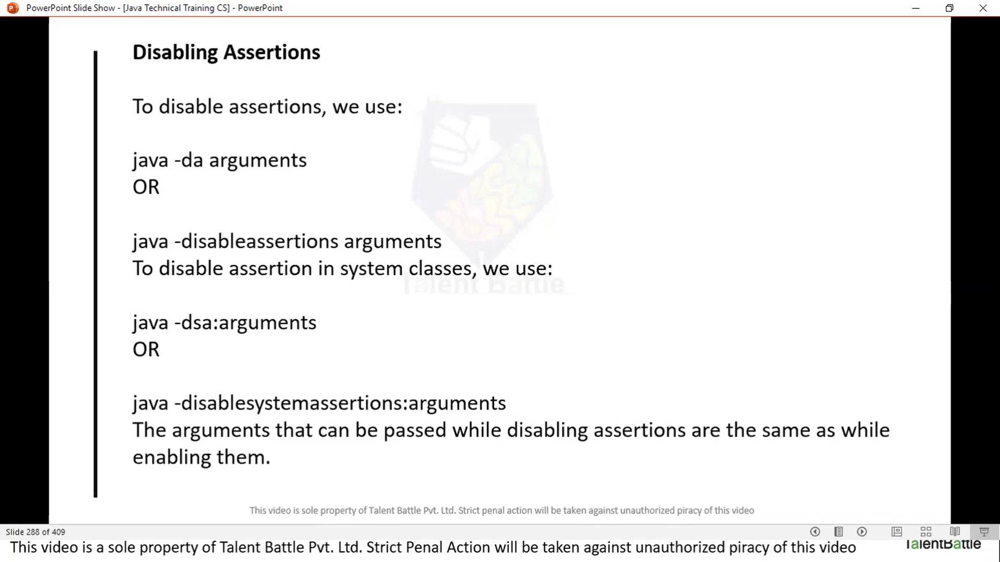 PowerPoint Slide Show - [Java Technical Training CS] - PowerPoint
Disabling Assertions
To disable assertions, we use:
java -da arguments
OR
java -disableassertions arguments
To disable assertion in system classes, we use:
java -dsa:arguments
OR
java -disablesystemassertions:arguments
The arguments that can be passed while disabling assertions are the same as while
enabling them.
Talent Battle
This video is sole property of Talent Battle Pvt. Ltd. Strict penal action will be taken against unauthorized piracy of this video
Slide 288 of 409
This video is a sole property of Talent Battle Pvt. Ltd. Strict Penal Action will be taken against unauthorized piracy of this video
TalentBattle